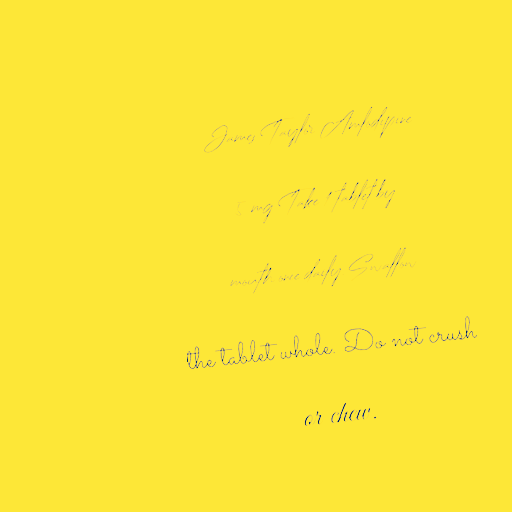 James Taylor Amlodipine
5 mg Take 1 tablet by
mouth once daily Swallow
the tablet whole. Do not crush
or chew.